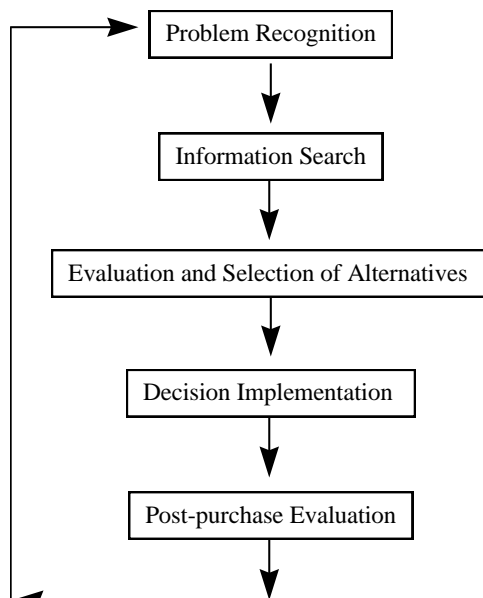 Problem Recognition
Information Search
Evaluation and Selection of Alternatives
Decision Implementation
Post-purchase Evaluation